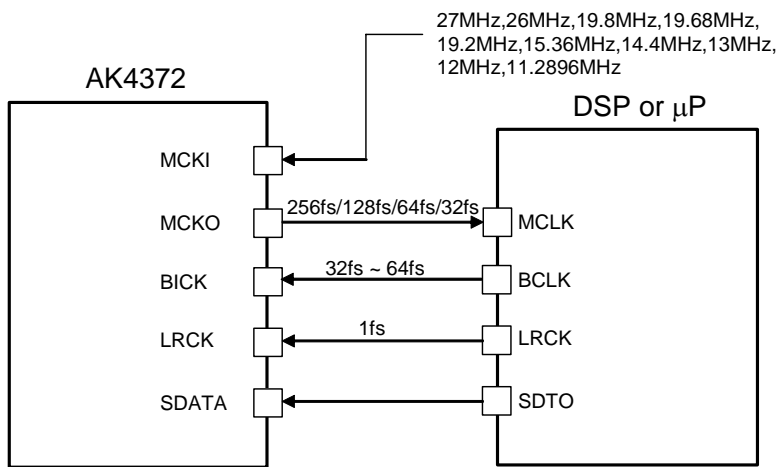 27MHz,26MHz,19.8MHz,19.68MHz,
19.2MHz,15.36MHz,14.4MHz,13MHz,
12MHz,11.2896MHz
AK4372
DSP or μP
MCKI
MCKO
256fs/128fs/64fs/32fs
MCLK
BICK
32fs ~ 64fs
BCLK
LRCK
1fs
LRCK
SDATA
SDTO